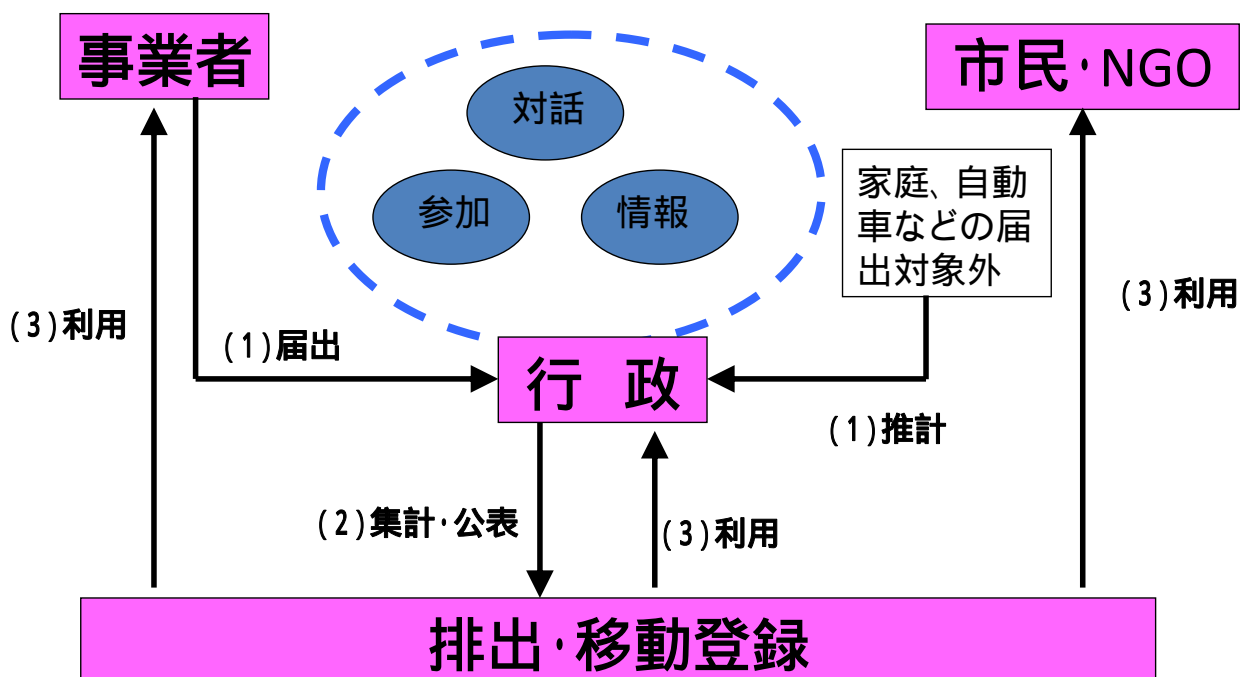 事業者
市民・NGO
対話
参加
情報
家庭、自動
車などの届
出対象外
(3)利用
(3)利用
(1)届出
行 政
(1)推計
(2)集計・公表
(3)利用
排出・移動登録